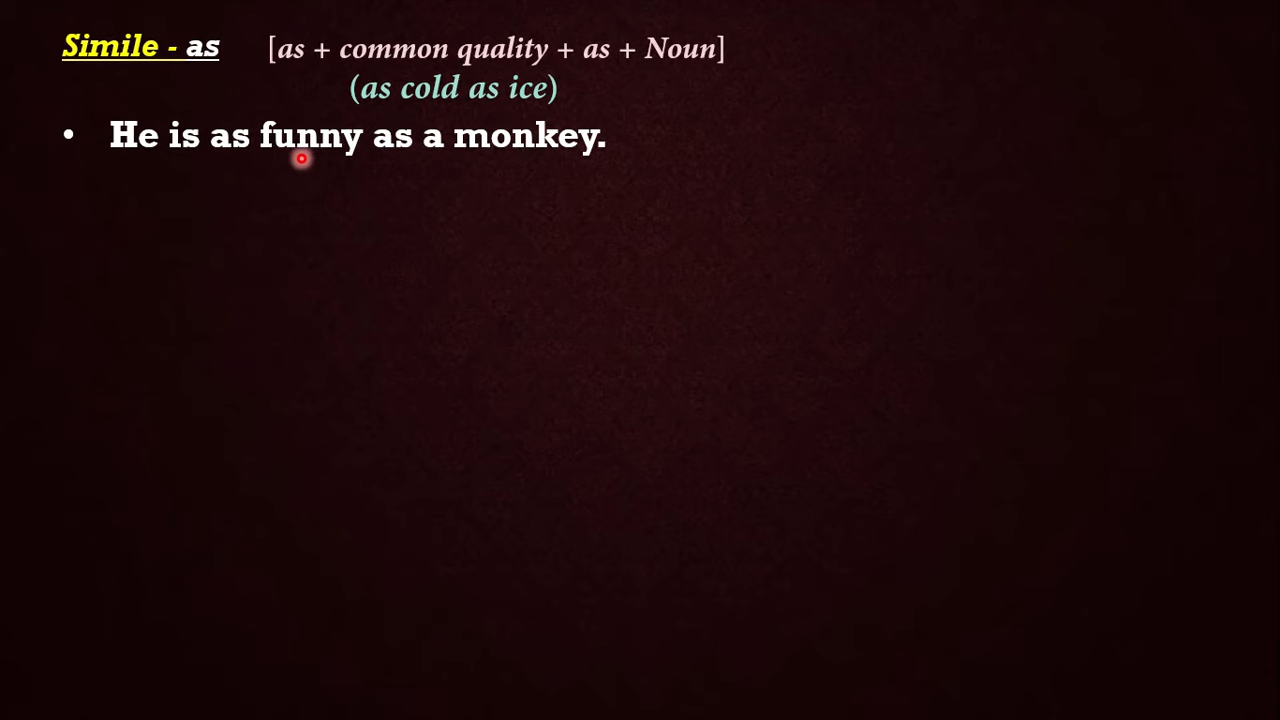 Simile - as [as + common quality + as + Noun]
(as cold as ice)
• He is as funny as a monkey.